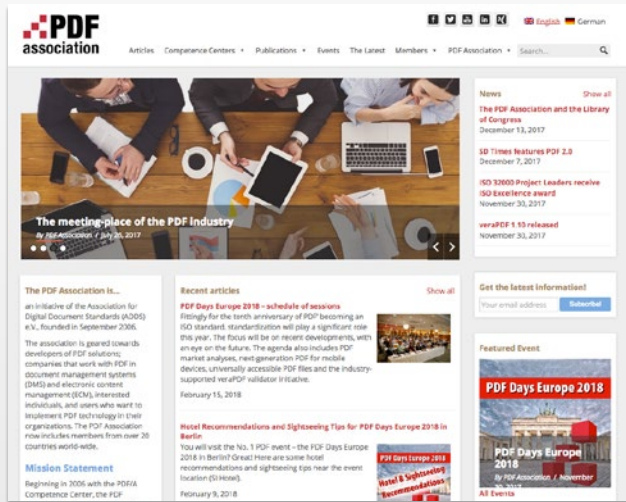 PDF
association
English German
Articles Competence Centers Publications Events The Latest Members PDF Association Search...
The meeting-place of the PDF industry
By PDF Association / July 26, 2017
News Show all
The PDF Association and the Library
of Congress
December 13, 2017
SD Times features PDF 2.0
December 7, 2017
ISO 32000 Project Leaders receive
ISO Excellence award
November 30, 2017
veraPDF 1.10 released
November 30, 2017
The PDF Association is...
an initiative of the Association for
Digital Document Standards (ADDS)
e.V., founded in September 2006.
The association is geared towards
developers of PDF solutions;
companies that work with PDF in
document management systems
(DMS) and electronic content
management (ECM), interested
individuals, and users who want to
implement PDF technology in their
organizations. The PDF Association
now includes members from over 20
countries world-wide.
Mission Statement
Beginning in 2006 with the PDF/A
Competence Center, the PDF
Recent articles Show all
PDF Days Europe 2018 – schedule of sessions
Fittingly for the tenth anniversary of PDF becoming an
ISO standard, standardization will play a significant role
this year. The focus will be on recent developments, with
an eye on the future. The agenda also includes PDF
market analyses, next-generation PDF for mobile
devices, universally accessible PDF files and the industry-
supported veraPDF validator initiative.
February 15, 2018
Hotel Recommendations and Sightseeing Tips for PDF Days Europe 2018 in
Berlin
You will visit the No. 1 PDF event – the PDF Days Europe
2018 in Berlin? Great! Here are some hotel
recommendations and sightseeing tips near the event
location (SI Hotel).
February 9, 2018
PDF Days Europe 2018
Hotel & Sightseeing
Recommendations
Get the latest information!
Your email address Subscribe!
Featured Event
PDF Days Europe 2018
PDF Days Europe
2018
By PDF Association / November
30, 2017
All Events